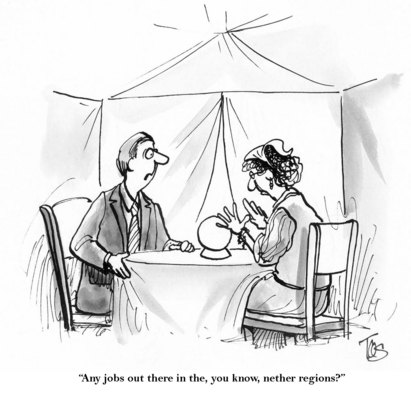 “Any jobs out there in the, you know, nether regions?”